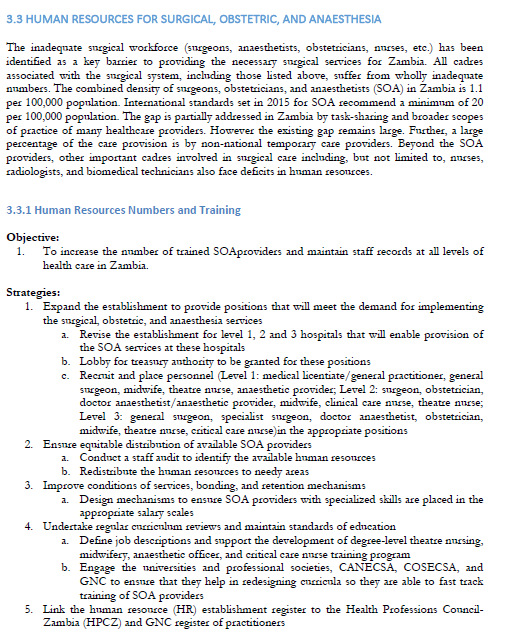 3.3 HUMAN RESOURCES FOR SURGICAL, OBSTETRIC, AND ANAESTHESIA
The inadequate surgical workforce (surgeons, anaesthetists, obstetricians, nurses, etc.) has been
identified as a key barrier to providing the necessary surgical services for Zambia. All cadres
associated with the surgical system, including those listed above, suffer from wholly inadequate
numbers. The combined density of surgeons, obstetricians, and anaesthetists (SOA) in Zambia is 1.1
per 100,000 population. International standards set in 2015 for SOA recommend a minimum of 20
per 100,000 population. The gap is partially addressed in Zambia by task-sharing and broader scopes
of practice of many healthcare providers. However the existing gap remains large. Further, a large
percentage of the care provision is by non-national temporary care providers. Beyond the SOA
providers, other important cadres involved in surgical care including, but not limited to, nurses,
radiologists, and biomedical technicians also face deficits in human resources.
3.3.1 Human Resources Numbers and Training
Objective:
1. To increase the number of trained SOAproviders and maintain staff records at all levels of
health care in Zambia.
Strategies:
1. Expand the establishment to provide positions that will meet the demand for implementing
the surgical, obstetric, and anaesthesia services
a. Revise the establishment for level 1, 2 and 3 hospitals that will enable provision of
the SOA services at these hospitals
b. Lobby for treasury authority to be granted for these positions
c. Recruit and place personnel (Level 1: medical licentiate/general practitioner, general
surgeon, midwife, theatre nurse, anaesthetic provider; Level 2: surgeon, obstetrician,
doctor anaesthetist/anaesthetic provider, midwife, clinical care nurse, theatre nurse;
Level 3: general surgeon, specialist surgeon, doctor anaesthetist, obstetrician,
midwife, theatre nurse, critical care nurse)in the appropriate positions
2. Ensure equitable distribution of available SOA providers
a. Conduct a staff audit to identify the available human resources
b. Redistribute the human resources to needy areas
3. Improve conditions of services, bonding, and retention mechanisms
a. Design mechanisms to ensure SOA providers with specialized skills are placed in the
appropriate salary scales
4. Undertake regular curriculum reviews and maintain standards of education
a. Define job descriptions and support the development of degree-level theatre nursing,
midwifery, anaesthetic officer, and critical care nurse training program
b. Engage the universities and professional societies, CANECSA, COSECSA, and
GNC to ensure that they help in redesigning curricula so they are able to fast track
training of SOA providers
5. Link the human resource (HR) establishment register to the Health Professions Council-
Zambia (HPCZ) and GNC register of practitioners